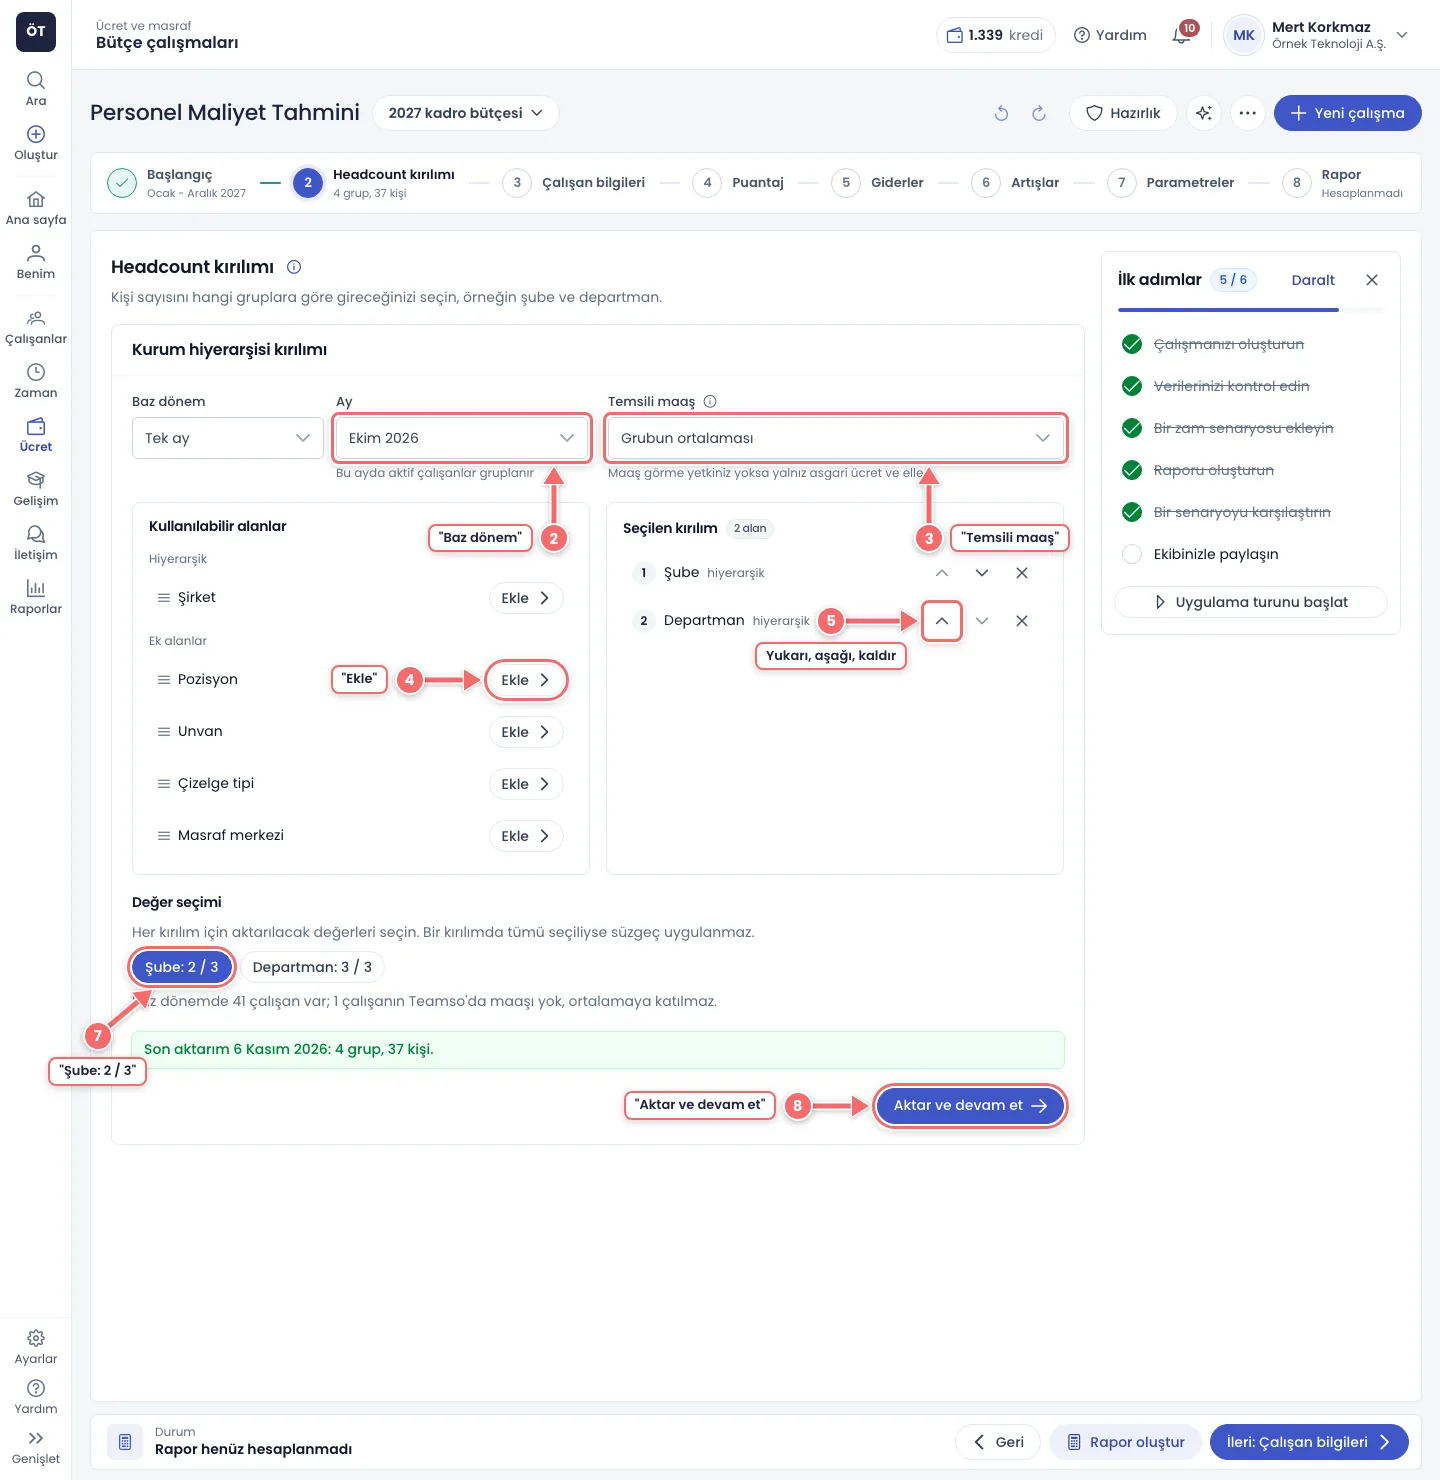 ÖT
Ara
Oluştur
Ana sayfa
Benim
Çalışanlar
Zaman
Ücret
Gelişim
İletişim
Raporlar
Ayarlar
Yardım
Genişlet
Ücret ve masraf
Bütçe çalışmaları
1.339 kredi
Yardım
10
MK
Mert Korkmaz
Örnek Teknoloji A.Ş.
Personel Maliyet Tahmini
2027 kadro bütçesi
Hazırlık
Yeni çalışma
Başlangıç
Ocak - Aralık 2027
2
Headcount kırılımı
4 grup, 37 kişi
3 Çalışan bilgileri
4 Puantaj
5 Giderler
6 Artışlar
7 Parametreler
8
Rapor
Hesaplanmadı
Headcount kırılımı
Kişi sayısını hangi gruplara göre gireceğinizi seçin, örneğin şube ve departman.
Kurum hiyerarşisi kırılımı
Baz dönem
Tek ay
Ay
Ekim 2026
Bu ayda aktif çalışanlar gruplanır
Temsili maaş
Grubun ortalaması
Maaş görme yetkiniz yoksa yalnız asgari ücret ve elle
"Baz dönem" 2
3 "Temsili maaş"
Kullanılabilir alanlar
Hiyerarşik
Şirket Ekle
Ek alanlar
Pozisyon "Ekle" 4 Ekle
Unvan Ekle
Çizelge tipi Ekle
Masraf merkezi Ekle
Seçilen kırılım 2 alan
1 Şube hiyerarşik
2 Departman hiyerarşik 5
Yukarı, aşağı, kaldır
Değer seçimi
Her kırılım için aktarılacak değerleri seçin. Bir kırılımda tümü seçiliyse süzgeç uygulanmaz.
Şube: 2 / 3
Departman: 3 / 3
dönemde 41 çalışan var; 1 çalışanın Teamso'da maaşı yok, ortalamaya katılmaz.
7
"Şube: 2 / 3"
Son aktarım 6 Kasım 2026: 4 grup, 37 kişi.
"Aktar ve devam et" 8 Aktar ve devam et
İlk adımlar 5 / 6 Daralt
Çalışmanızı oluşturun
Verilerinizi kontrol edin
Bir zam senaryosu ekleyin
Raporu oluşturun
Bir senaryoyu karşılaştırın
Ekibinizle paylaşın
Uygulama turunu başlat
Durum
Rapor henüz hesaplanmadı
Geri
Rapor oluştur
İleri: Çalışan bilgileri